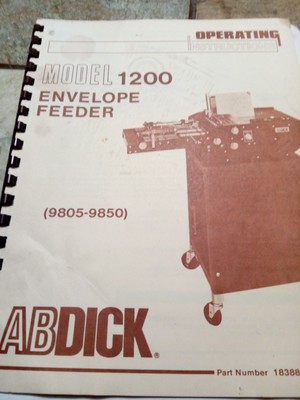 OPERATING
INSTRUCTIONS
MODEL 1200
ENVELOPE
FEEDER
(9805-9850)
ABDICK®
Part Number 18388